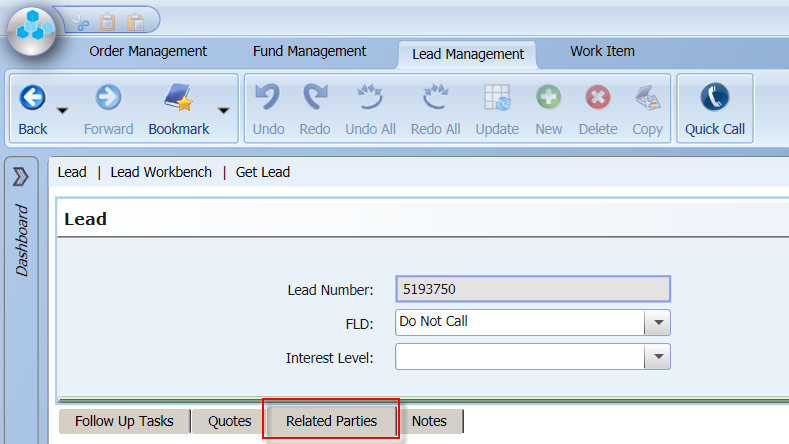 Order Management Fund Management Lead Management Work Item
Back Forward Bookmark Undo Redo Undo All Redo All Update New Delete Copy Quick Call
Dashboard
Lead | Lead Workbench | Get Lead
Lead
Lead Number: 5193750
FLD: Do Not Call
Interest Level:
Follow Up Tasks Quotes Related Parties Notes